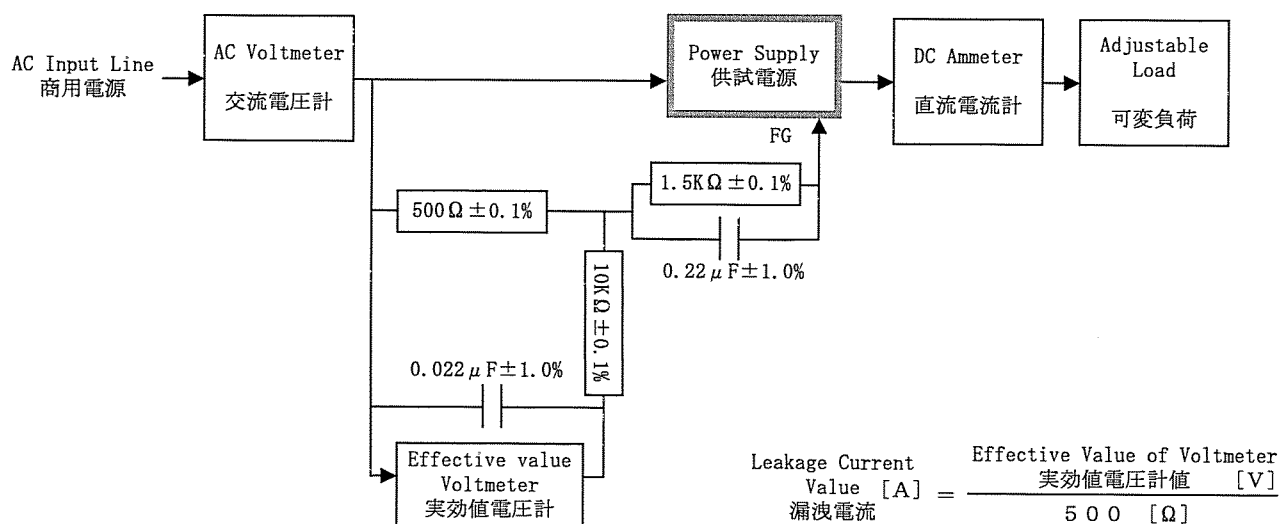 AC Input Line
商用電源
AC Voltmeter
交流電圧計
Power Supply
供試電源
DC Ammeter
直流電流計
Adjustable
Load
可変負荷
FG
500Ω±0.1%
1.5KΩ±0.1%
0.22μF±1.0%
10KΩ±0.1%
0.022μF±1.0%
Effective value
Voltmeter
実効値電圧計
Leakage Current
Value [A]
漏洩電流
=
Effective Value of Voltmeter
実効値電圧計値 [V]
500 [Ω]